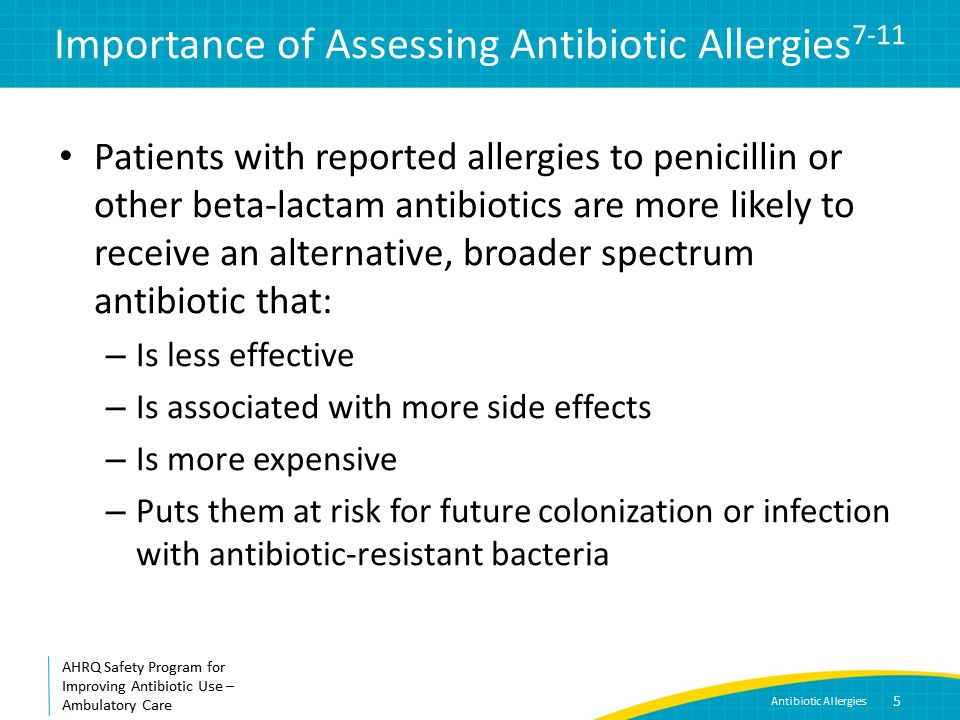 Importance of Assessing Antibiotic Allergies7-11
• Patients with reported allergies to penicillin or
other beta-lactam antibiotics are more likely to
receive an alternative, broader spectrum
antibiotic that:
– Is less effective
– Is associated with more side effects
– Is more expensive
– Puts them at risk for future colonization or infection
with antibiotic-resistant bacteria
AHRQ Safety Program for
Improving Antibiotic Use –
Ambulatory Care
Antibiotic Allergies 5